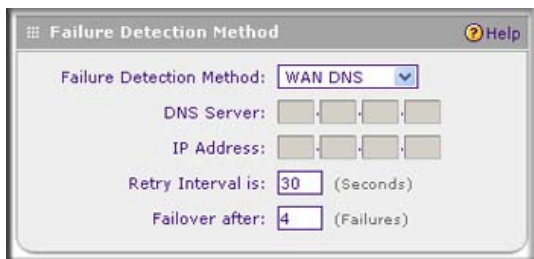 Failure Detection Method Help
Failure Detection Method: WAN DNS
DNS Server: . . .
IP Address: . . .
Retry Interval is: 30 (Seconds)
Failover after: 4 (Failures)